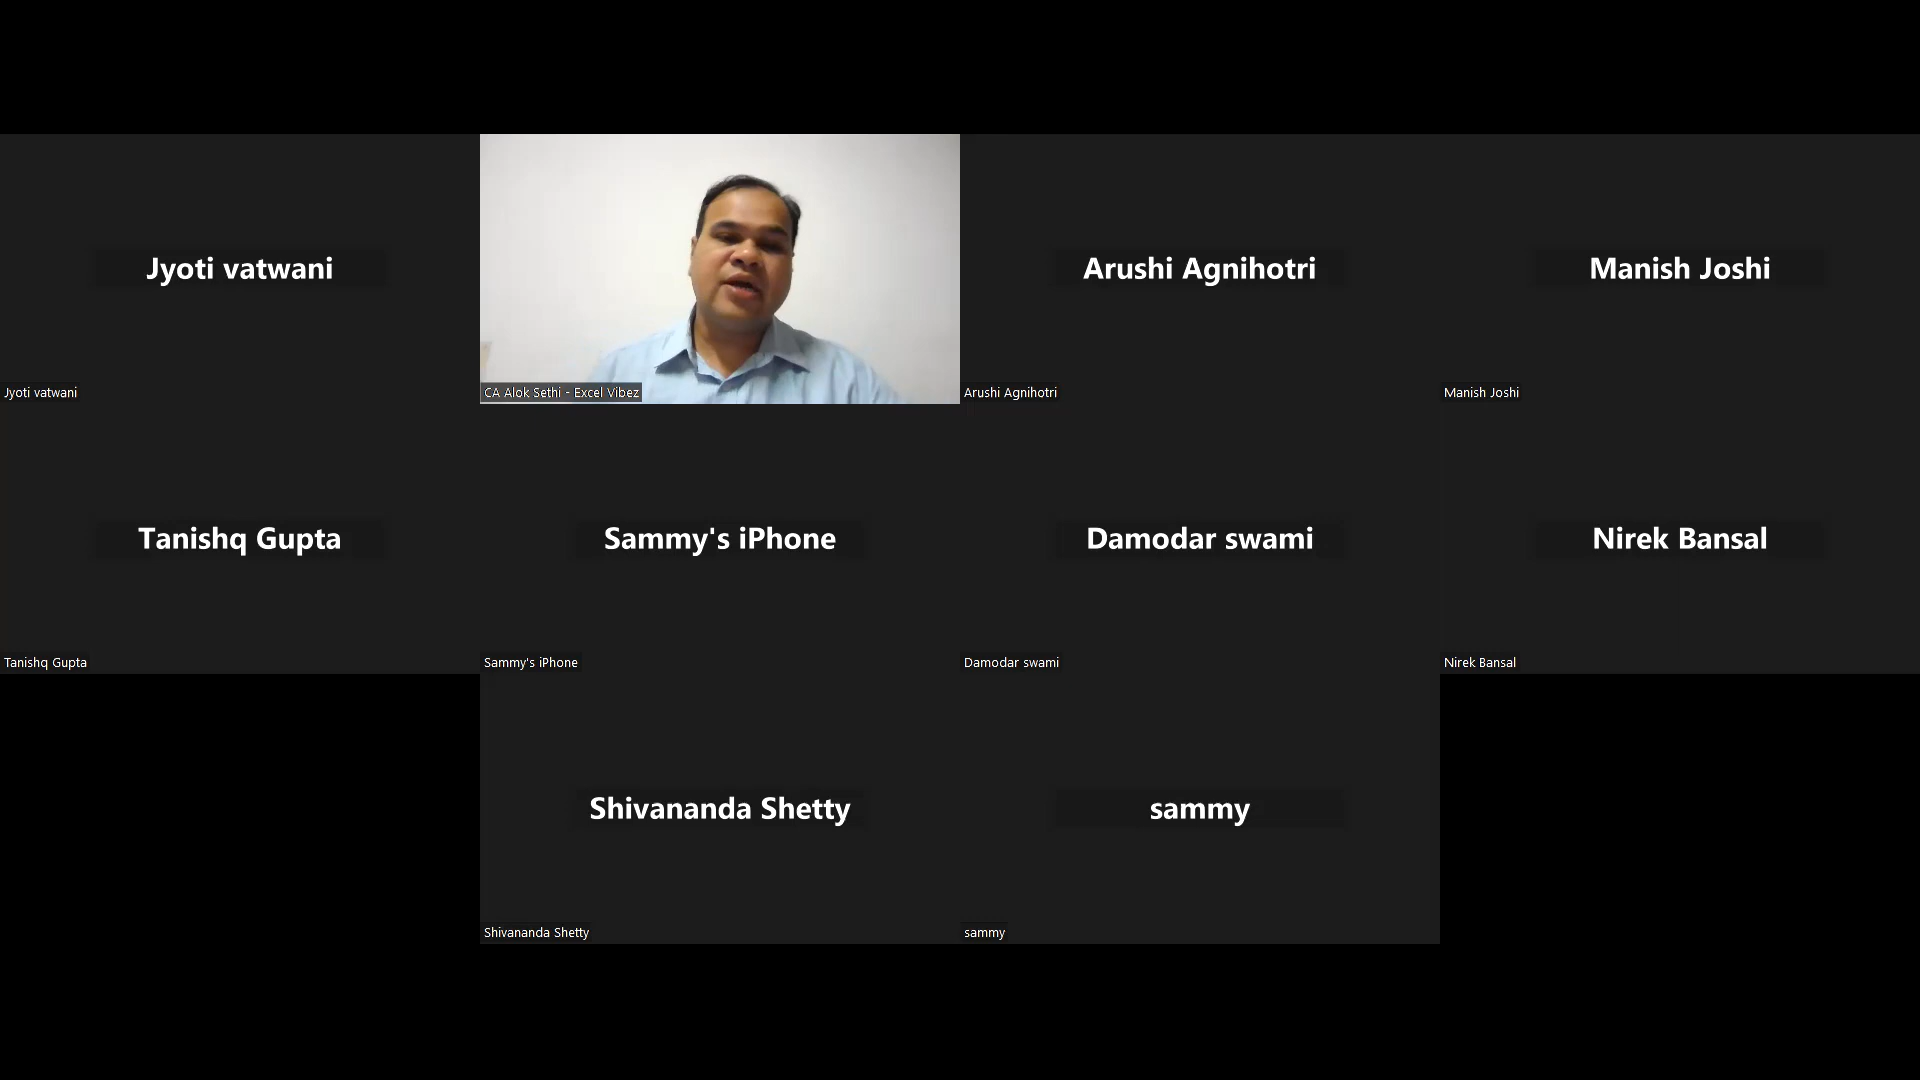 Jyoti vatwani
Jyoti vatwani
CA Alok Sethi - Excel Vibez
Arushi Agnihotri
Arushi Agnihotri
Manish Joshi
Manish Joshi
Tanishq Gupta
Tanishq Gupta
Sammy's iPhone
Sammy's iPhone
Damodar swami
Damodar swami
Nirek Bansal
Nirek Bansal
Shivananda Shetty
Shivananda Shetty
sammy
sammy